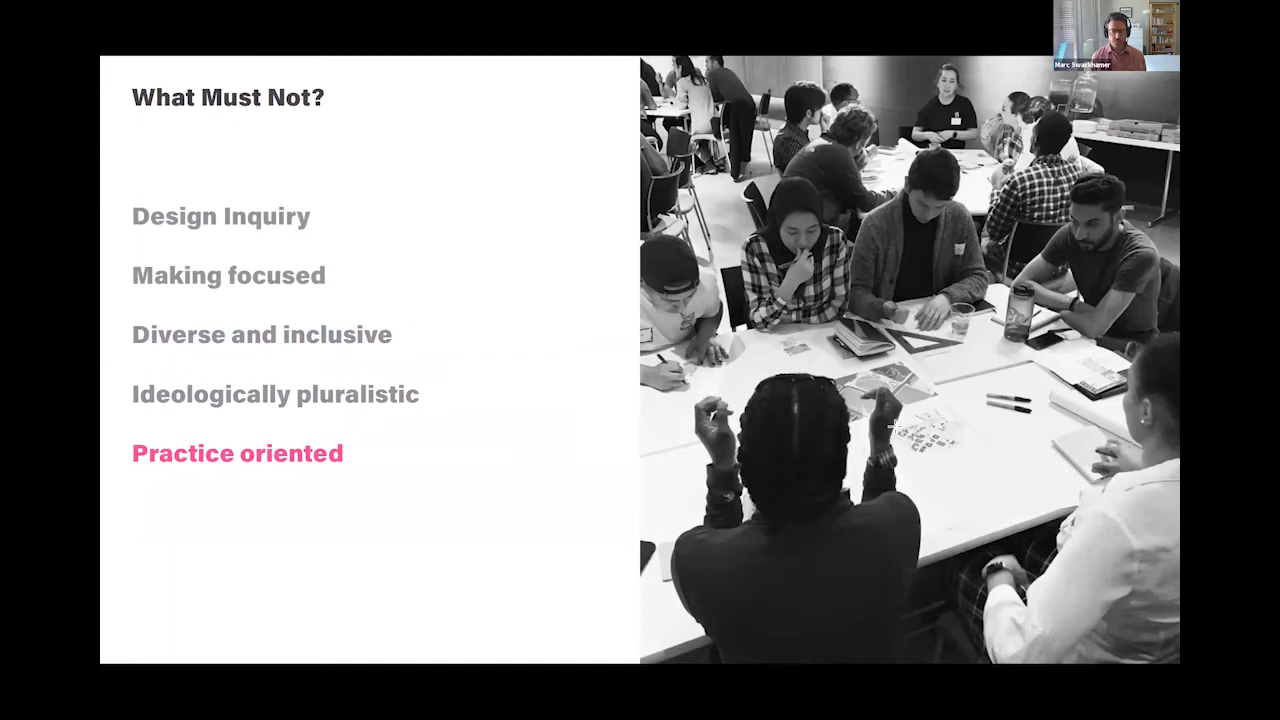 What Must Not?
Design Inquiry
Making focused
Diverse and inclusive
Ideologically pluralistic
Practice oriented
Marc Swackhamer